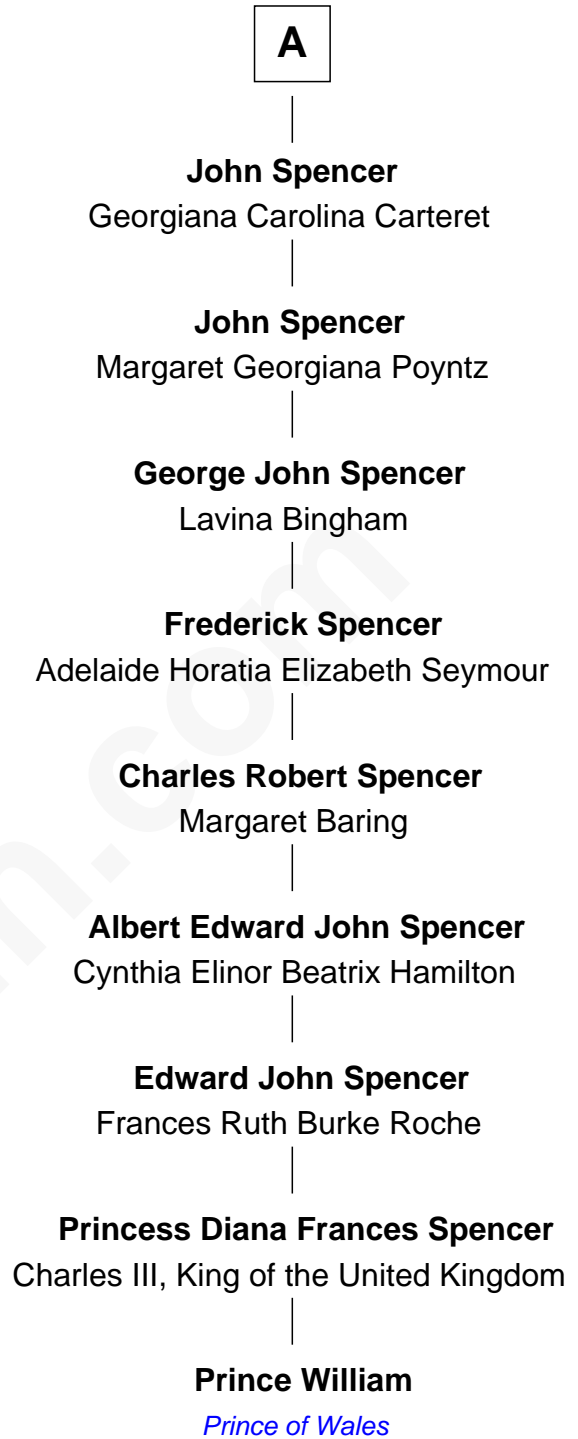 A
John Spencer
Georgiana Carolina Carteret
John Spencer
Margaret Georgiana Poyntz
George John Spencer
Lavina Bingham
Frederick Spencer
Adelaide Horatia Elizabeth Seymour
Charles Robert Spencer
Margaret Baring
Albert Edward John Spencer
Cynthia Elinor Beatrix Hamilton
Edward John Spencer
Frances Ruth Burke Roche
Princess Diana Frances Spencer
Charles III, King of the United Kingdom
Prince William
Prince of Wales